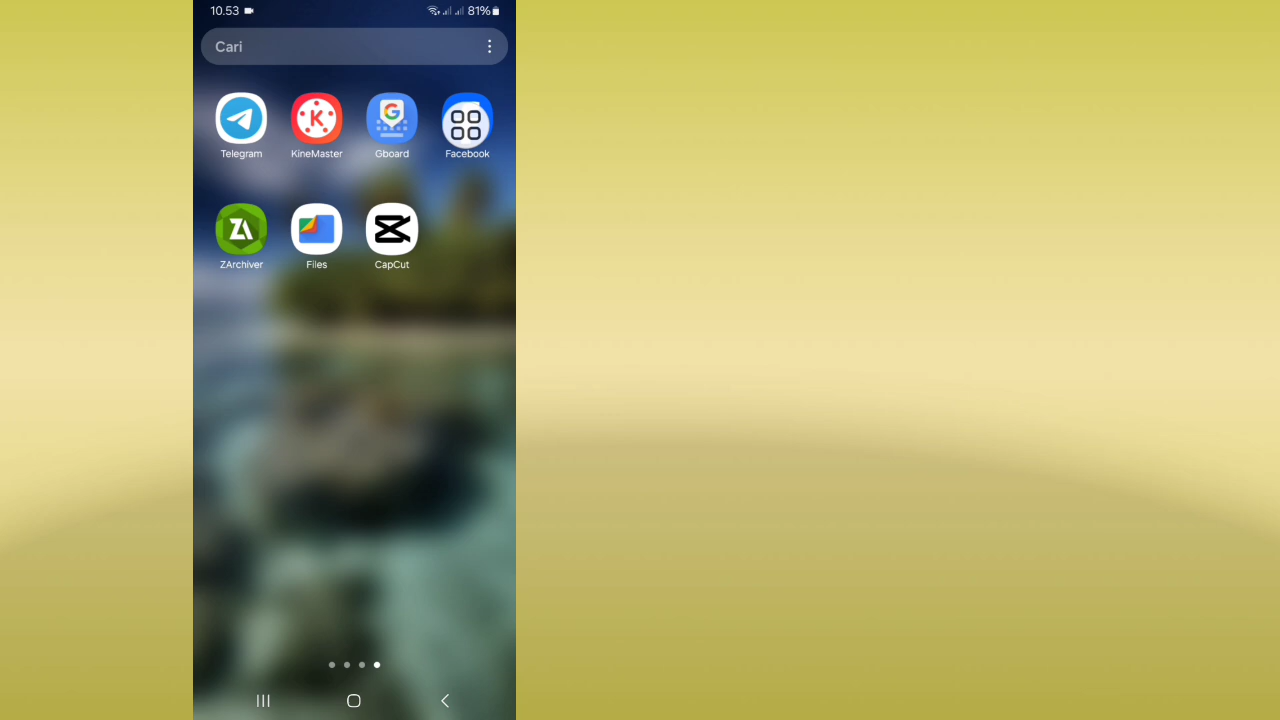 10.53
81%
Cari
Telegram
KineMaster
Gboard
Facebook
ZArchiver
Files
CapCut